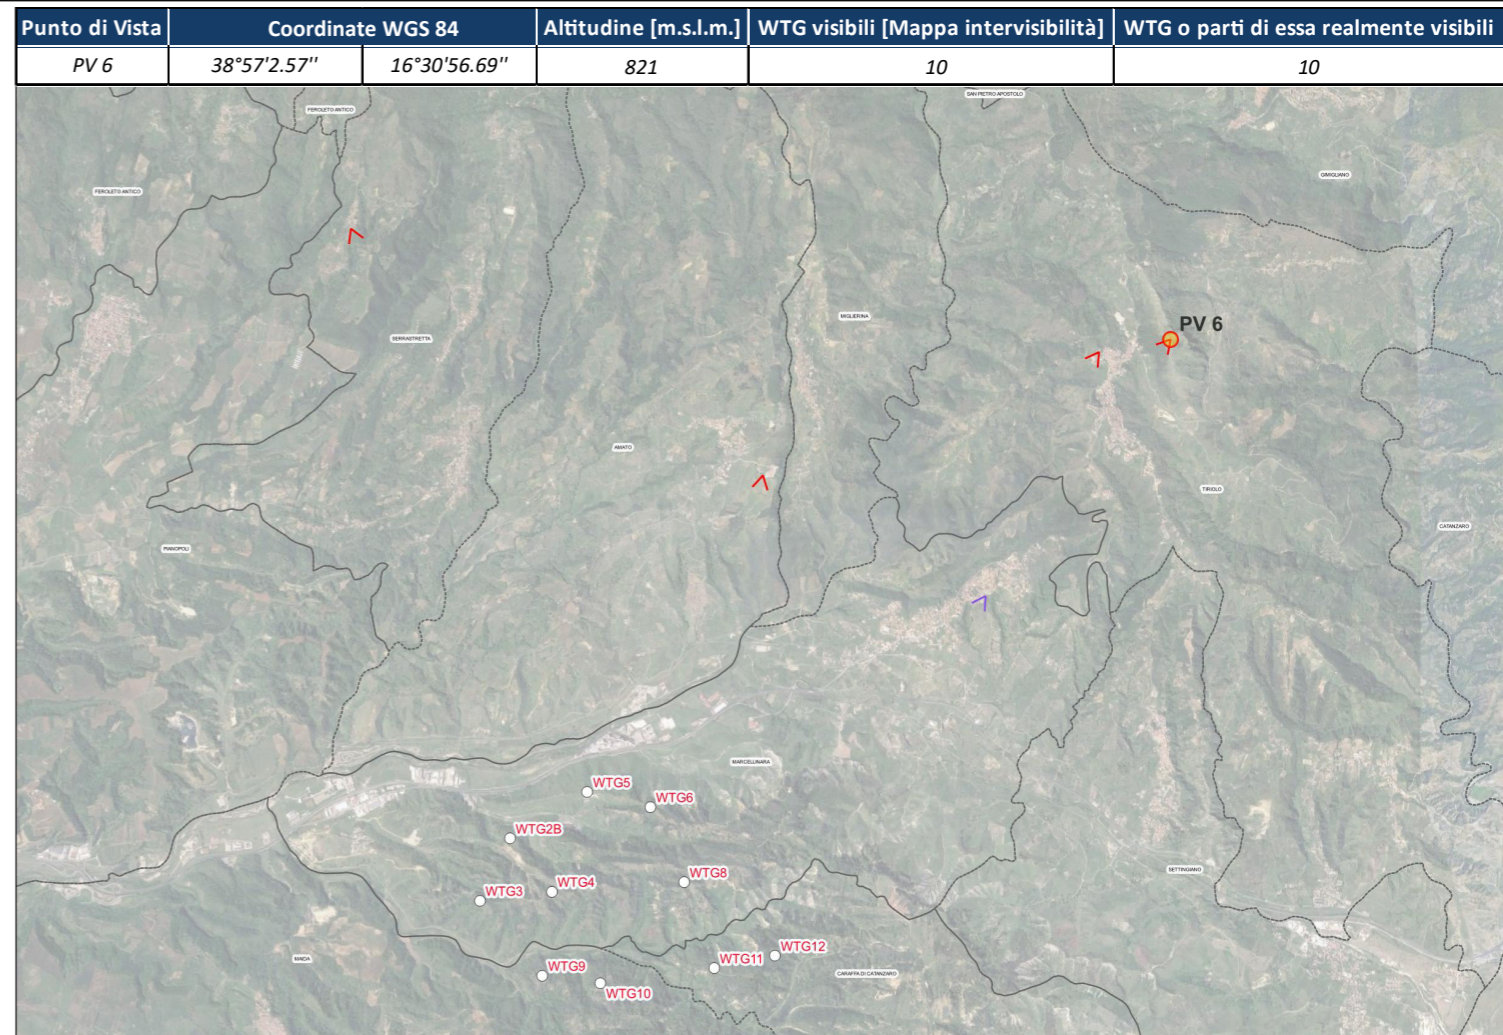 Punto di Vista Coordinate WGS 84 Altitudine [m.s.l.m.] WTG visibili [Mappa intervisibilità] WTG o parti di essa realmente visibili
PV 6 38°57'2.57'' 16°30'56.69'' 821 10 10
SAN PIETRO APOSTOLO
FEROLETO ANTICO
GIMIGLIANO
FEROLETO ANTICO
MIGLIERINA
PV 6
SERRASTRETTA
AMATO
TIRIOLO
CATANZARO
PIANOPOLI
MARCELLINARA
WTG5
WTG6
WTG2B
WTG8
SETTINGIANO
WTG4
WTG3
WTG12
MAIDA
WTG11
WTG9
CARAFFA DI CATANZARO
WTG10